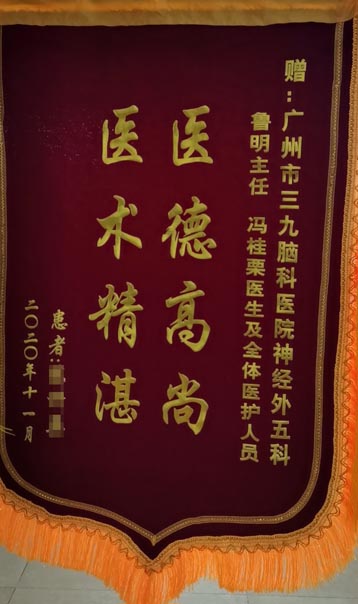 赠：广州市三九脑科医院神经外五科
鲁明主任 冯桂栗医生及全体医护人员
医德高尚
医术精湛
患者：
二〇二〇年十一月